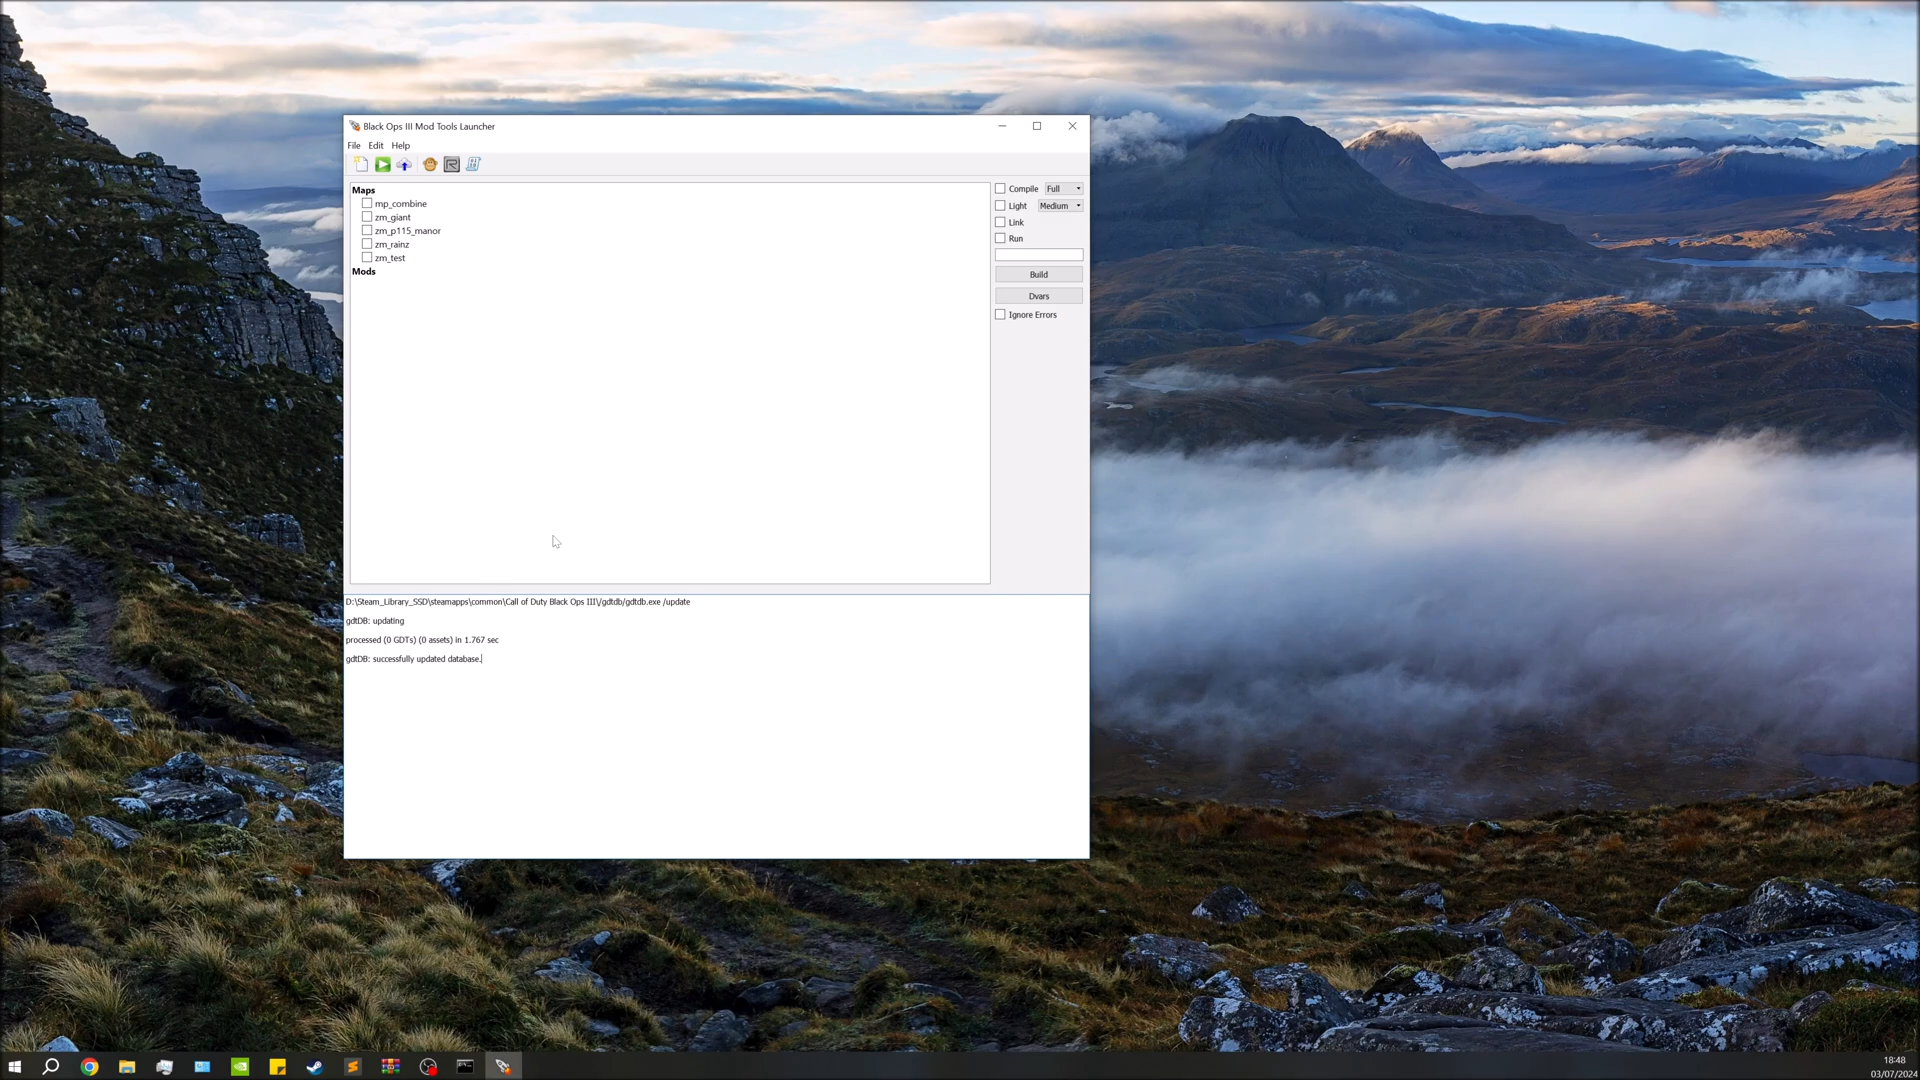 Black Ops III Mod Tools Launcher
File Edit Help
Maps
mp_combine
zm_giant
zm_p115_manor
zm_rainz
zm_test
Mods
Compile Full
Light Medium
Link
Run
Build
Dvars
Ignore Errors
D:\Steam_Library_SSD\steamapps\common\Call of Duty Black Ops III\/gdtdb/gdtdb.exe /update
gdtDB: updating
processed (0 GDTs) (0 assets) in 1.767 sec
gdtDB: successfully updated database.
18:48
03/07/2024